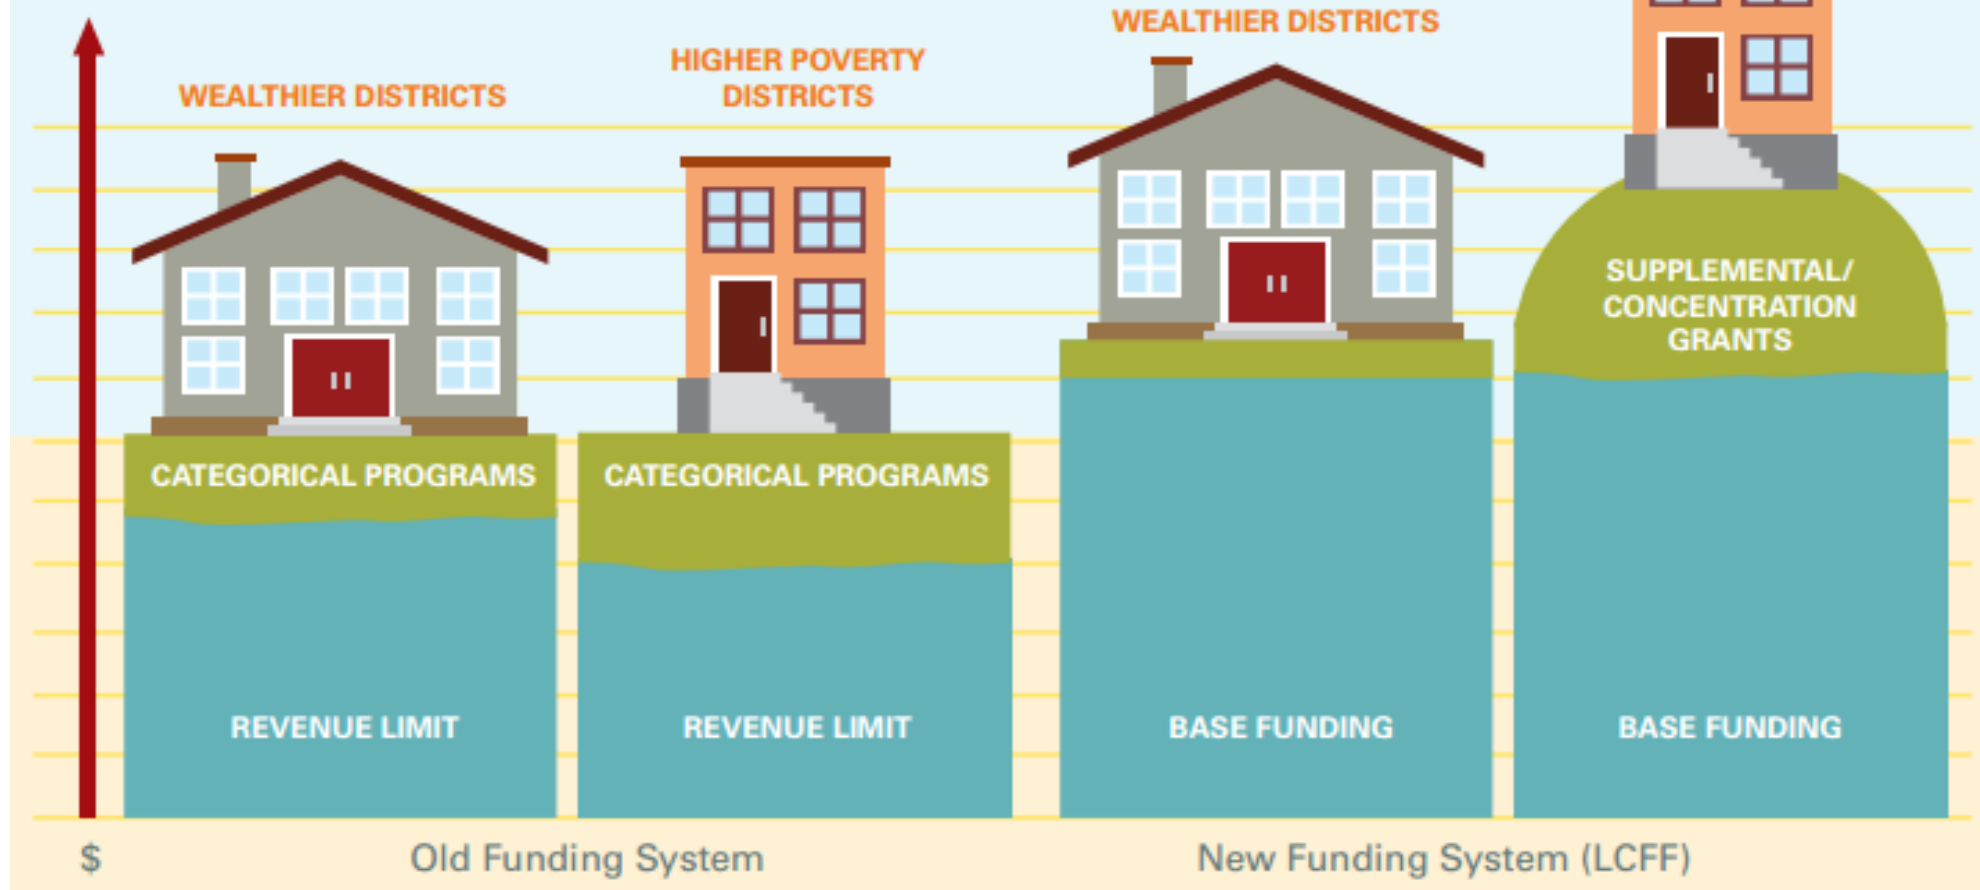 WEALTHIER DISTRICTS
HIGHER POVERTY
DISTRICTS
WEALTHIER DISTRICTS
CATEGORICAL PROGRAMS
CATEGORICAL PROGRAMS
SUPPLEMENTAL/
CONCENTRATION
GRANTS
REVENUE LIMIT
REVENUE LIMIT
BASE FUNDING
BASE FUNDING
$
Old Funding System
New Funding System (LCFF)